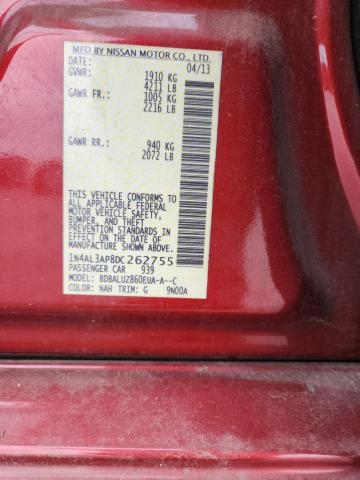 MFD BY NISSAN MOTOR CO., LTD.
DATE: 04/13
GVWR: 1910 KG
4211 LB
GAWR FR: 1005 KG
2216 LB
GAWR RR: 940 KG
2072 LB
THIS VEHICLE CONFORMS TO
ALL APPLICABLE FEDERAL
MOTOR VEHICLE SAFETY,
BUMPER, AND THEFT
PREVENTION STANDARDS
IN EFFECT ON THE DATE OF
MANUFACTURE SHOWN ABOVE.
1N4AL3AP8DC262755
PASSENGER CAR 939
MODEL: BDBALUZ860EUA-A--C
COLOR: NAH TRIM: G 9N00A